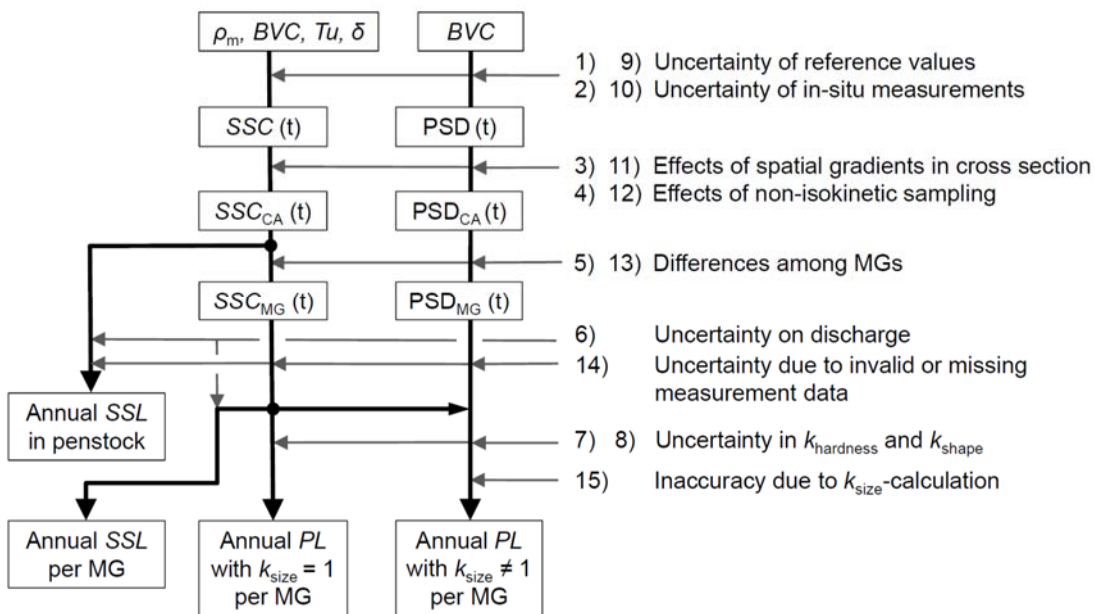 ρm, BVC, Tu, δ
BVC
1) 9) Uncertainty of reference values
2) 10) Uncertainty of in-situ measurements
SSC (t)
PSD (t)
3) 11) Effects of spatial gradients in cross section
4) 12) Effects of non-isokinetic sampling
SSCCA (t)
PSDCA (t)
5) 13) Differences among MGs
SSCMG (t)
PSDMG (t)
6) Uncertainty on discharge
14) Uncertainty due to invalid or missing
measurement data
Annual SSL
in penstock
7) 8) Uncertainty in khardness and kshape
15) Inaccuracy due to ksize-calculation
Annual SSL
per MG
Annual PL
with ksize = 1
per MG
Annual PL
with ksize ≠ 1
per MG